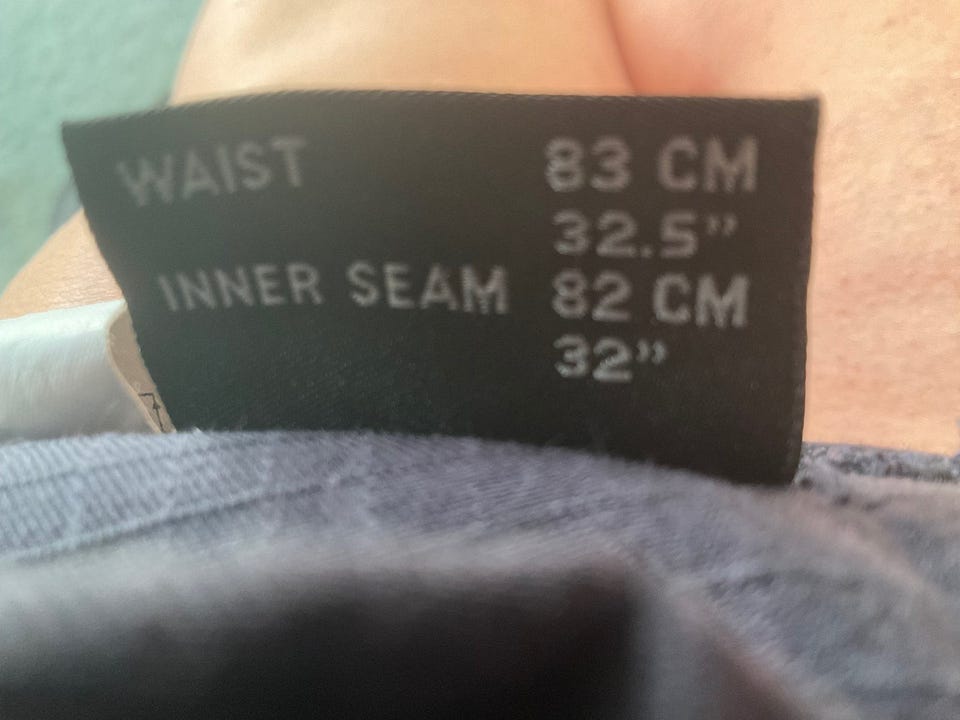 WAIST 83 CM
32.5”
INNER SEAM 82 CM
32”